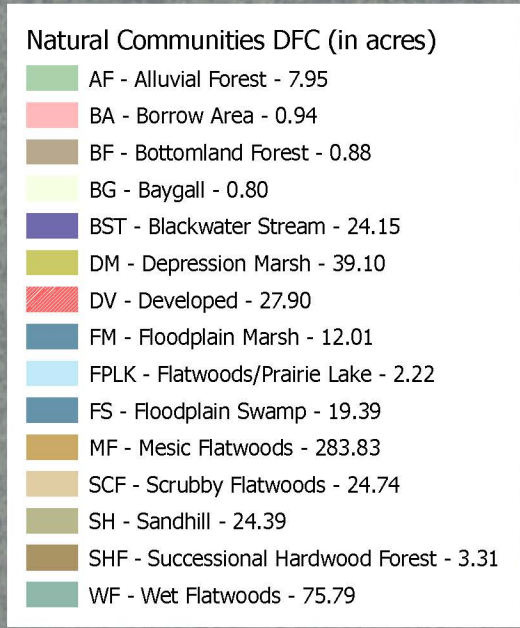 Natural Communities DFC (in acres)
AF - Alluvial Forest - 7.95
BA - Borrow Area - 0.94
BF - Bottomland Forest - 0.88
BG - Baygall - 0.80
BST - Blackwater Stream - 24.15
DM - Depression Marsh - 39.10
DV - Developed - 27.90
FM - Floodplain Marsh - 12.01
FPLK - Flatwoods/Prairie Lake - 2.22
FS - Floodplain Swamp - 19.39
MF - Mesic Flatwoods - 283.83
SCF - Scrubby Flatwoods - 24.74
SH - Sandhill - 24.39
SHF - Successional Hardwood Forest - 3.31
WF - Wet Flatwoods - 75.79